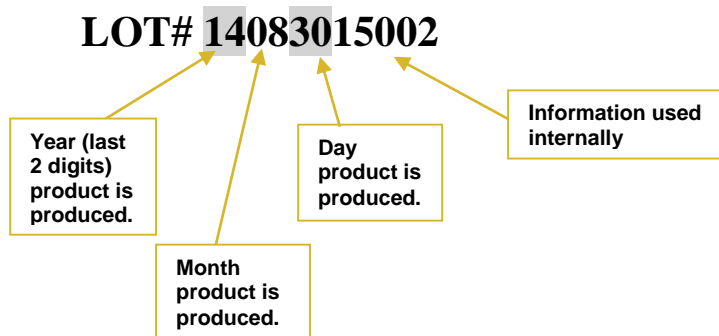 LOT# 14083015002
Year (last
2 digits)
product is
produced.
Month
product is
produced.
Day
product is
produced.
Information used
internally